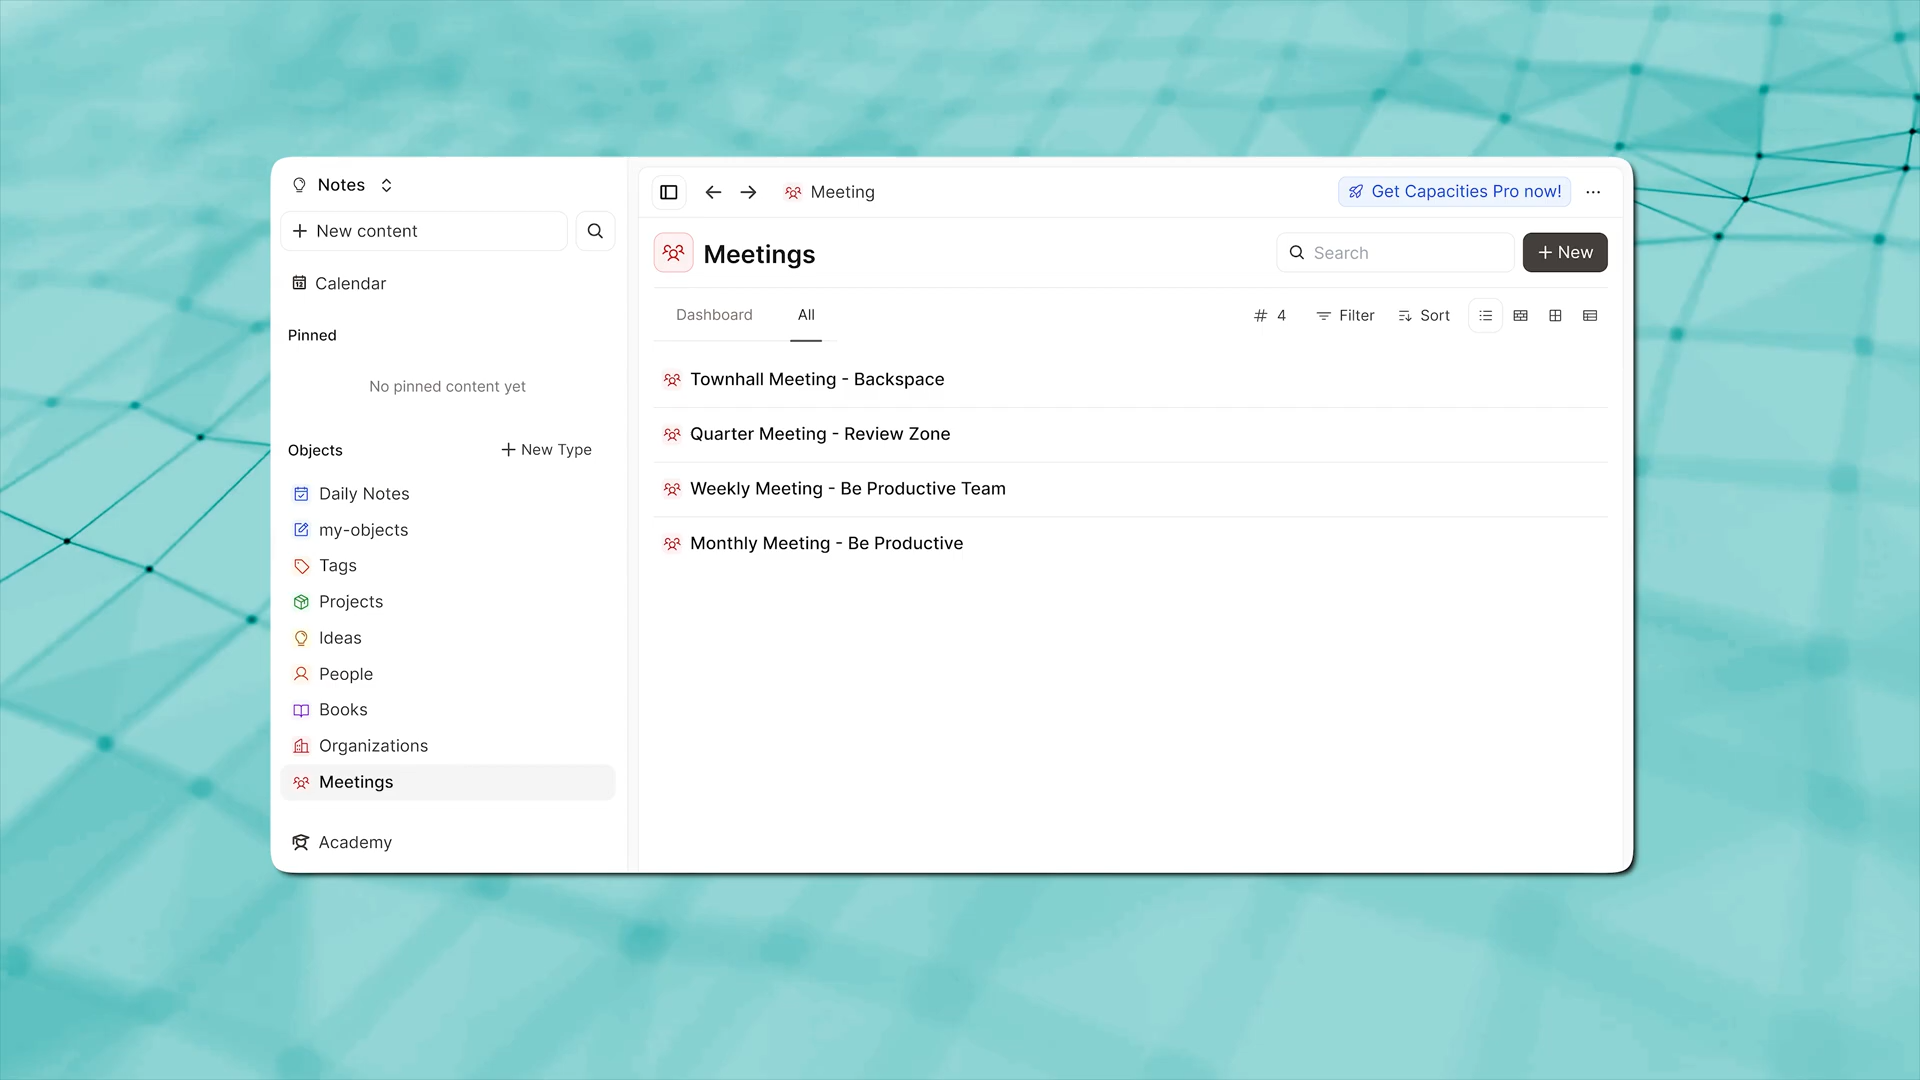 Notes
New content
Calendar
Pinned
No pinned content yet
Objects
New Type
Daily Notes
my-objects
Tags
Projects
Ideas
People
Books
Organizations
Meetings
Academy
Meeting
Get Capacities Pro now!
Meetings
Search
New
Dashboard
All
# 4
Filter
Sort
Townhall Meeting - Backspace
Quarter Meeting - Review Zone
Weekly Meeting - Be Productive Team
Monthly Meeting - Be Productive